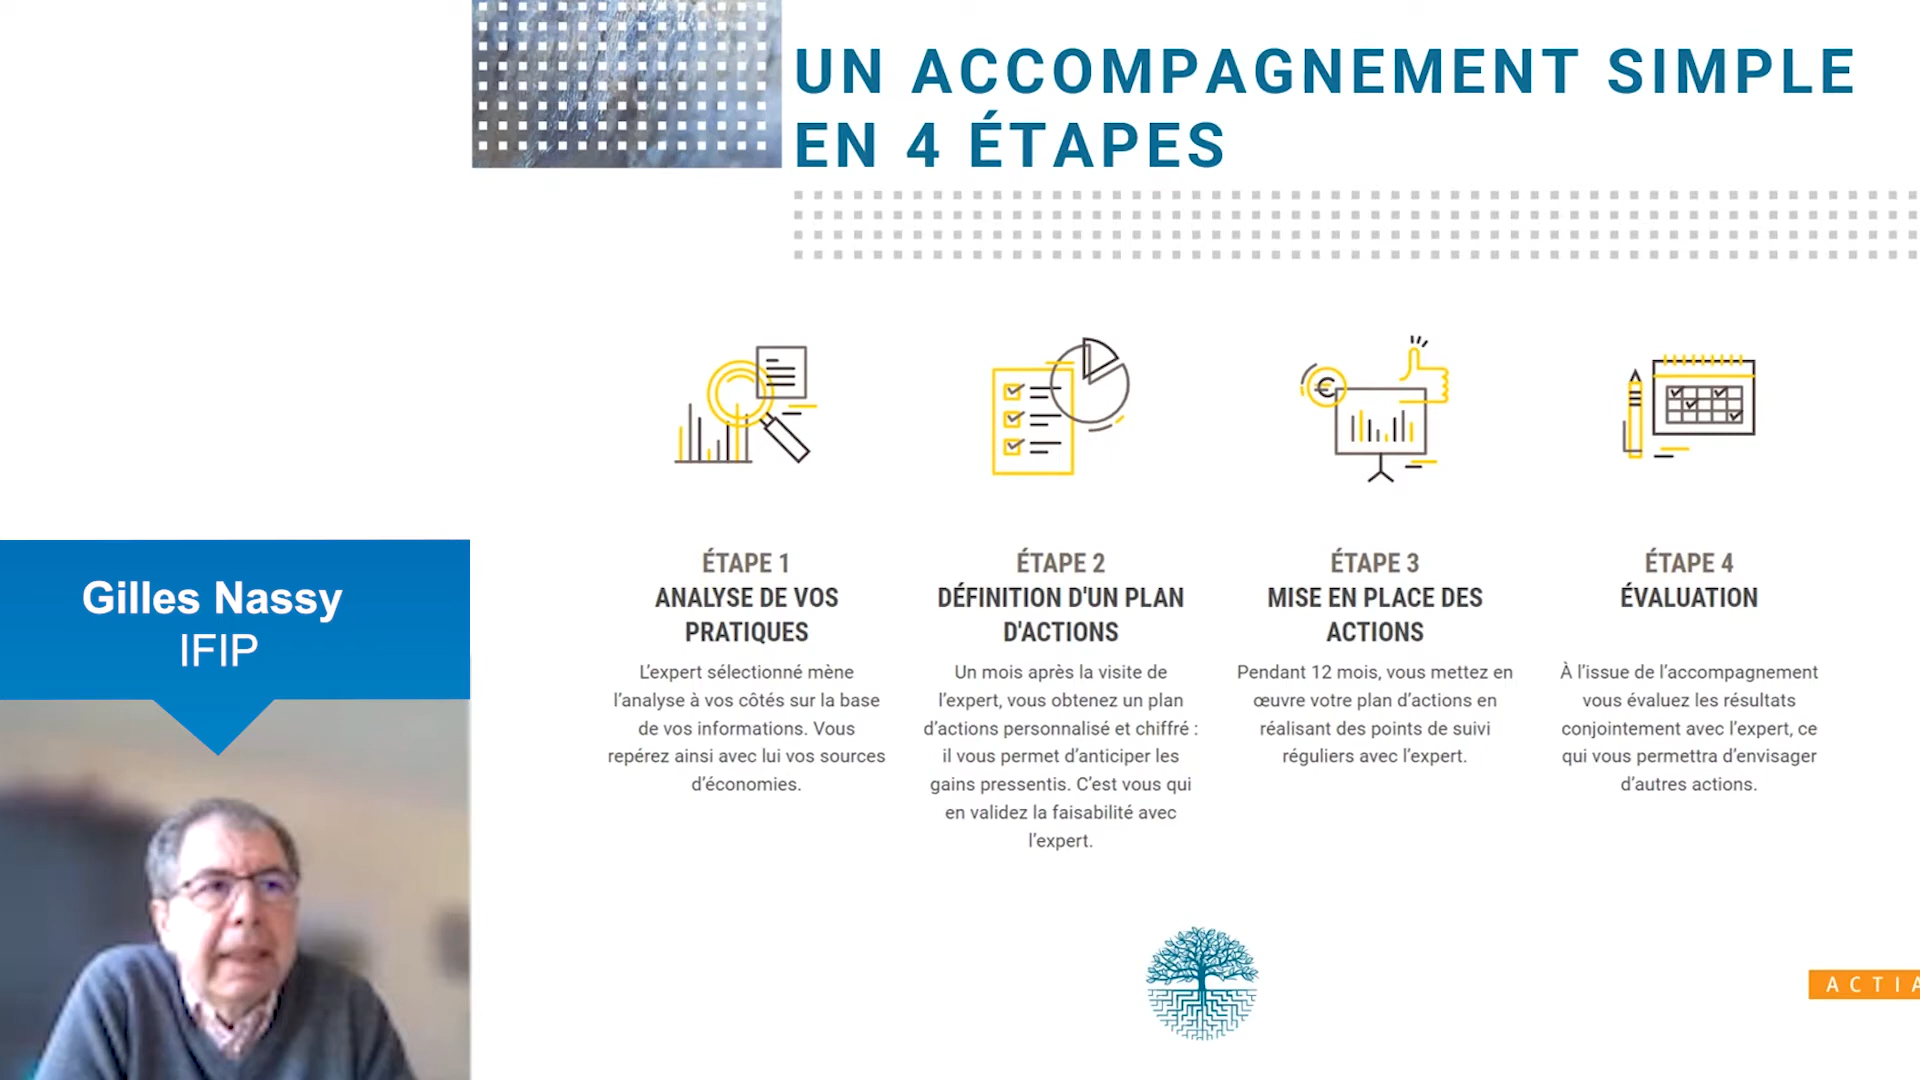 UN ACCOMPAGNEMENT SIMPLE
EN 4 ÉTAPES
Gilles Nassy
IFIP
ÉTAPE 1
ANALYSE DE VOS
PRATIQUES
L’expert sélectionné mène
l’analyse à vos côtés sur la base
de vos informations. Vous
repérez ainsi avec lui vos sources
d’économies.
ÉTAPE 2
DÉFINITION D'UN PLAN
D'ACTIONS
Un mois après la visite de
l’expert, vous obtenez un plan
d’actions personnalisé et chiffré :
il vous permet d’anticiper les
gains pressentis. C’est vous qui
en validez la faisabilité avec
l’expert.
ÉTAPE 3
MISE EN PLACE DES
ACTIONS
Pendant 12 mois, vous mettez en
œuvre votre plan d’actions en
réalisant des points de suivi
réguliers avec l’expert.
ÉTAPE 4
ÉVALUATION
À l’issue de l’accompagnement
vous évaluez les résultats
conjointement avec l’expert, ce
qui vous permettra d’envisager
d’autres actions.
ACTIA